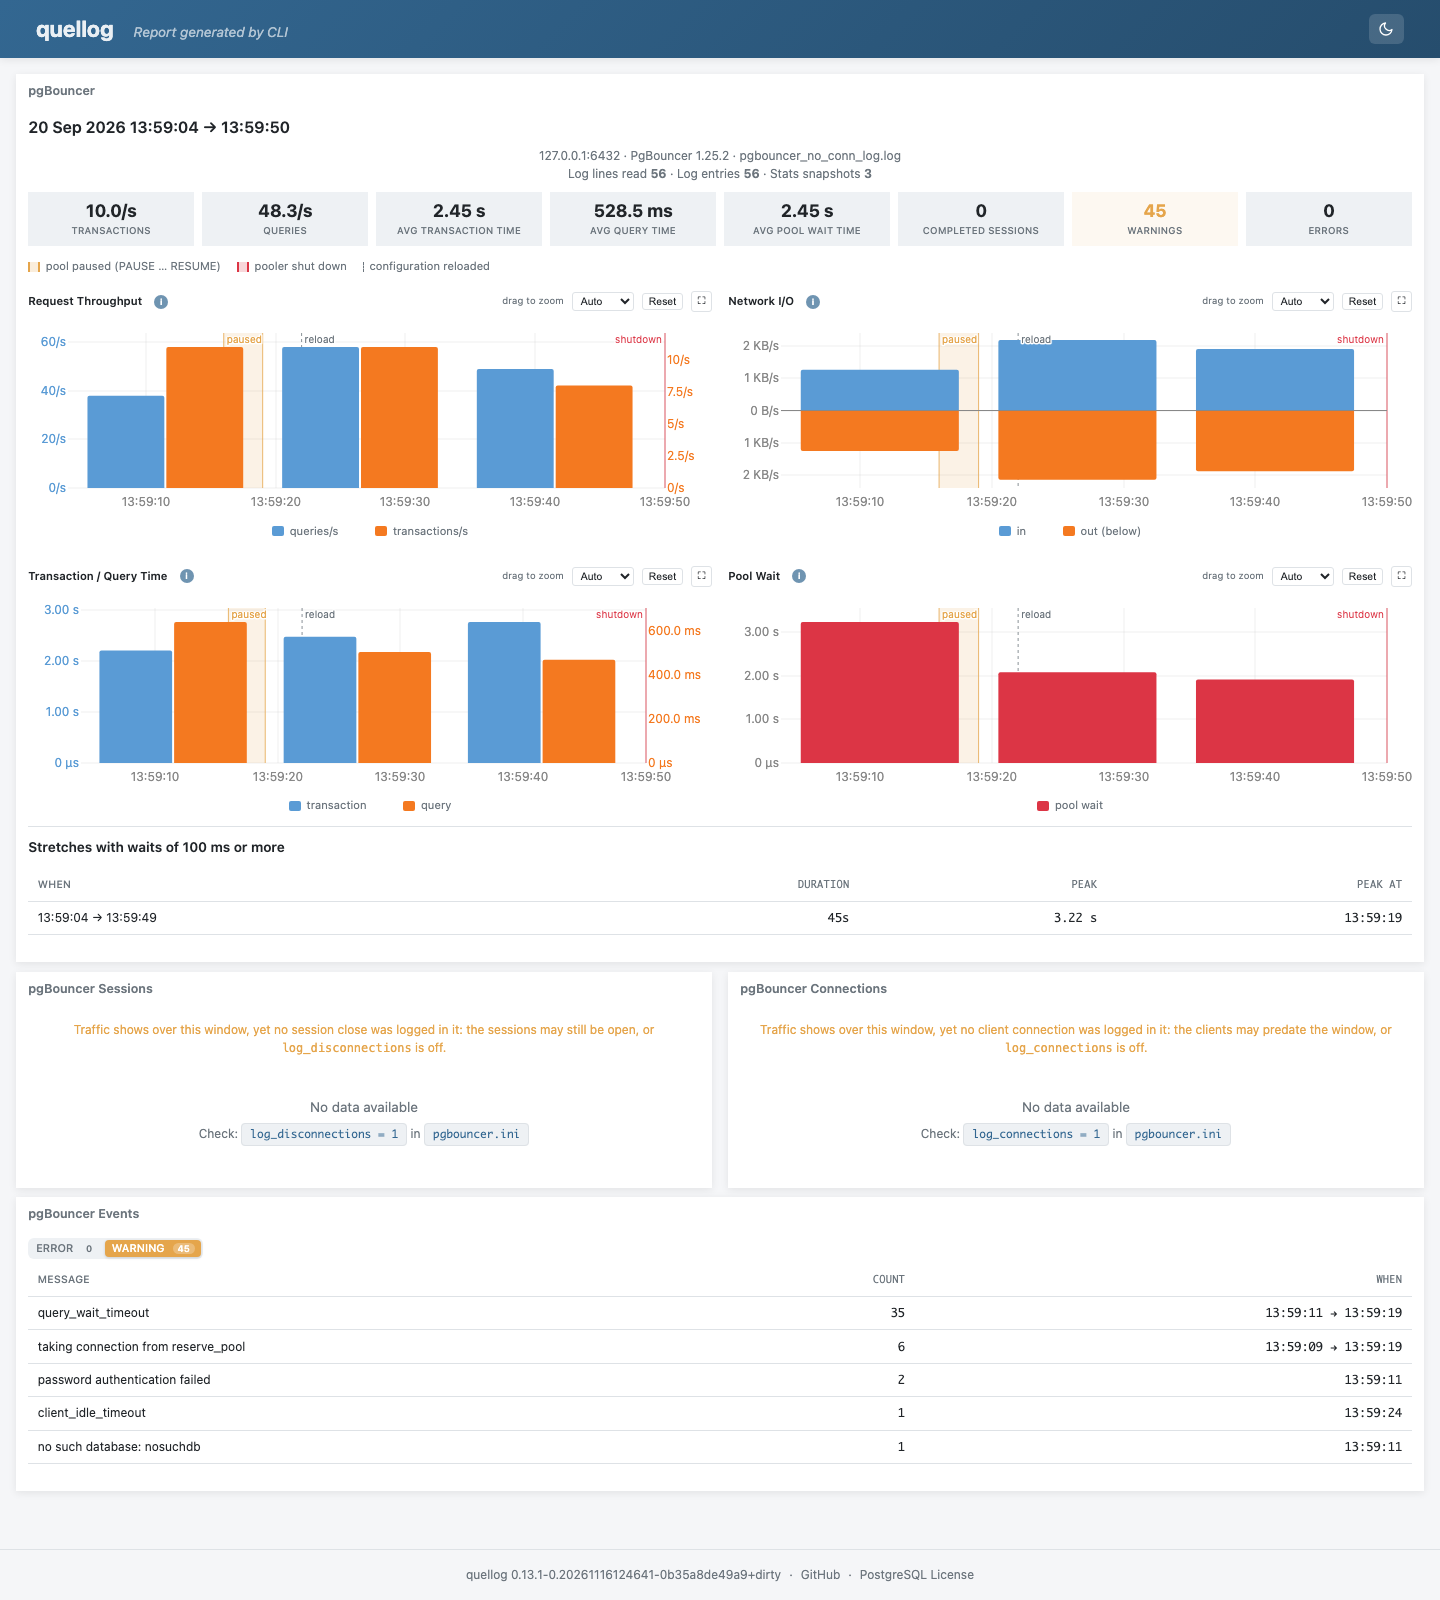 quellog Report generated by CLI
pgBouncer
20 Sep 2026 13:59:04 → 13:59:50
127.0.0.1:6432 · PgBouncer 1.25.2 · pgbouncer_no_conn_log.log
Log lines read 56 · Log entries 56 · Stats snapshots 3
10.0/s 48.3/s 2.45 s 528.5 ms 2.45 s 0 45 0
TRANSACTIONS QUERIES AVG TRANSACTION TIME AVG QUERY TIME AVG POOL WAIT TIME COMPLETED SESSIONS WARNINGS ERRORS
pool paused (PAUSE ... RESUME) pooler shut down configuration reloaded
Request Throughput i drag to zoom Auto Reset
paused reload shutdown
60/s
40/s
20/s
0/s
10/s
7.5/s
5/s
2.5/s
0/s
13:59:10 13:59:20 13:59:30 13:59:40 13:59:50
queries/s transactions/s
Network I/O i drag to zoom Auto Reset
paused reload shutdown
2 KB/s
1 KB/s
0 B/s
1 KB/s
2 KB/s
13:59:10 13:59:20 13:59:30 13:59:40 13:59:50
in out (below)
Transaction / Query Time i drag to zoom Auto Reset
paused reload shutdown
3.00 s
2.00 s
1.00 s
0 µs
600.0 ms
400.0 ms
200.0 ms
0 µs
13:59:10 13:59:20 13:59:30 13:59:40 13:59:50
transaction query
Pool Wait i drag to zoom Auto Reset
paused reload shutdown
3.00 s
2.00 s
1.00 s
0 µs
13:59:10 13:59:20 13:59:30 13:59:40 13:59:50
pool wait
Stretches with waits of 100 ms or more
WHEN DURATION PEAK PEAK AT
13:59:04 → 13:59:49 45s 3.22 s 13:59:19
pgBouncer Sessions
Traffic shows over this window, yet no session close was logged in it: the sessions may still be open, or
log_disconnections is off.
No data available
Check: log_disconnections = 1 in pgbouncer.ini
pgBouncer Connections
Traffic shows over this window, yet no client connection was logged in it: the clients may predate the window, or
log_connections is off.
No data available
Check: log_connections = 1 in pgbouncer.ini
pgBouncer Events
ERROR 0 WARNING 45
MESSAGE COUNT WHEN
query_wait_timeout 35 13:59:11 → 13:59:19
taking connection from reserve_pool 6 13:59:09 → 13:59:19
password authentication failed 2 13:59:11
client_idle_timeout 1 13:59:24
no such database: nosuchdb 1 13:59:11
quellog 0.13.1-0.20261116124641-0b35a8de49a9+dirty · GitHub · PostgreSQL License